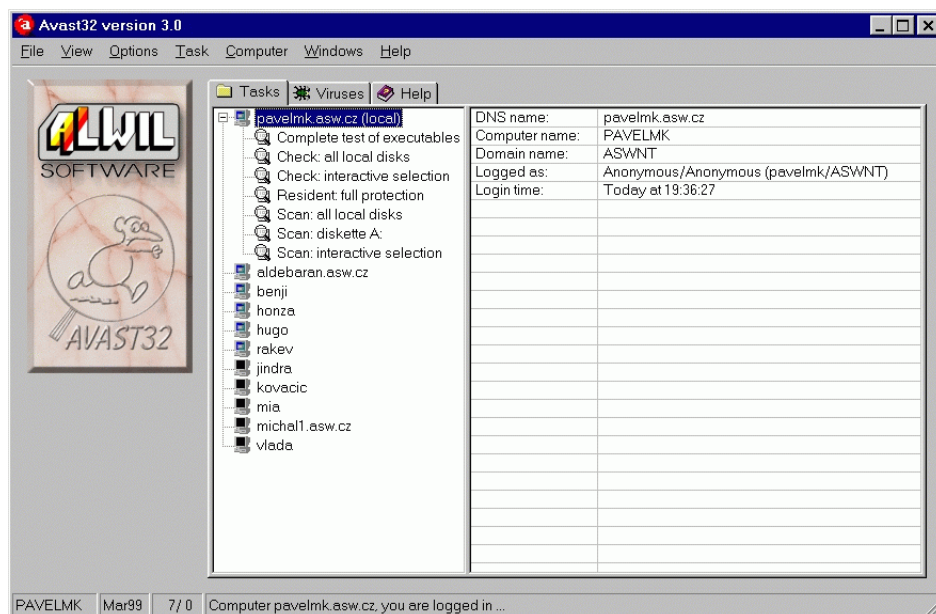 Avast32 version 3.0
File View Options Task Computer Windows Help
ALWIL
SOFTWARE
AVAST32
Tasks Viruses Help
pavelmk.asw.cz (local)
Complete test of executables
Check: all local disks
Check: interactive selection
Resident: full protection
Scan: all local disks
Scan: diskette A:
Scan: interactive selection
aldebaran.asw.cz
benji
honza
hugo
rakev
jindra
kovacic
mia
michal1.asw.cz
vlada
DNS name: pavelmk.asw.cz
Computer name: PAVELMK
Domain name: ASWNT
Logged as: Anonymous/Anonymous (pavelmk/ASWNT)
Login time: Today at 19:36:27
PAVELMK Mar99 7/ 0 Computer pavelmk.asw.cz, you are logged in ...